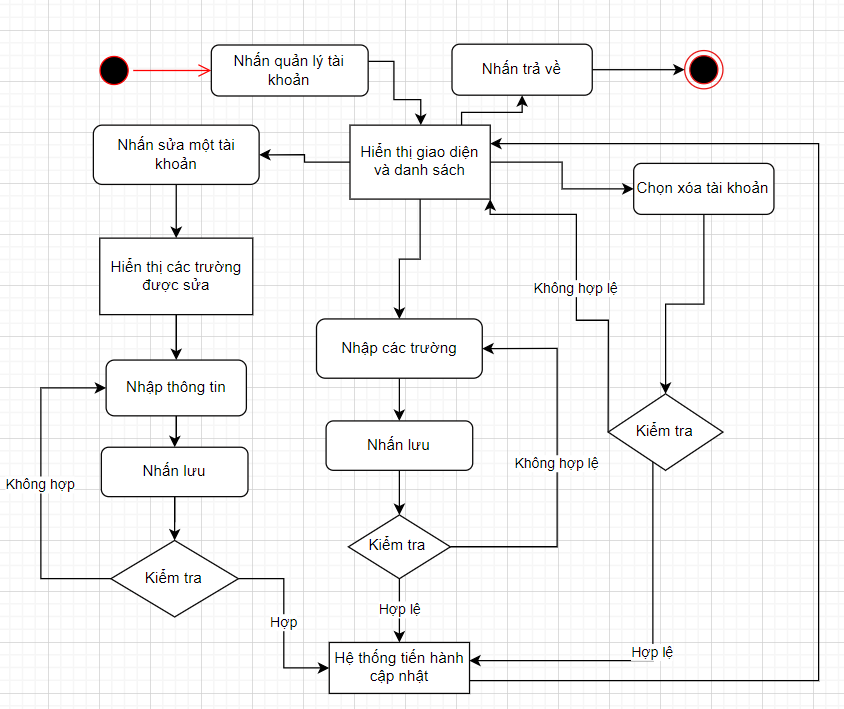 Nhấn quản lý tài
khoản
Nhấn trả về
Nhấn sửa một tài
khoản
Hiển thị giao diện
và danh sách
Chọn xóa tài khoản
Hiển thị các trường
được sửa
Không hợp lệ
Nhập các trường
Nhập thông tin
Kiểm tra
Nhấn lưu
Nhấn lưu
Không hợp lệ
Không hợp
Kiểm tra
Kiểm tra
Hợp lệ
Hợp
Hợp lệ
Hệ thống tiến hành
cập nhật